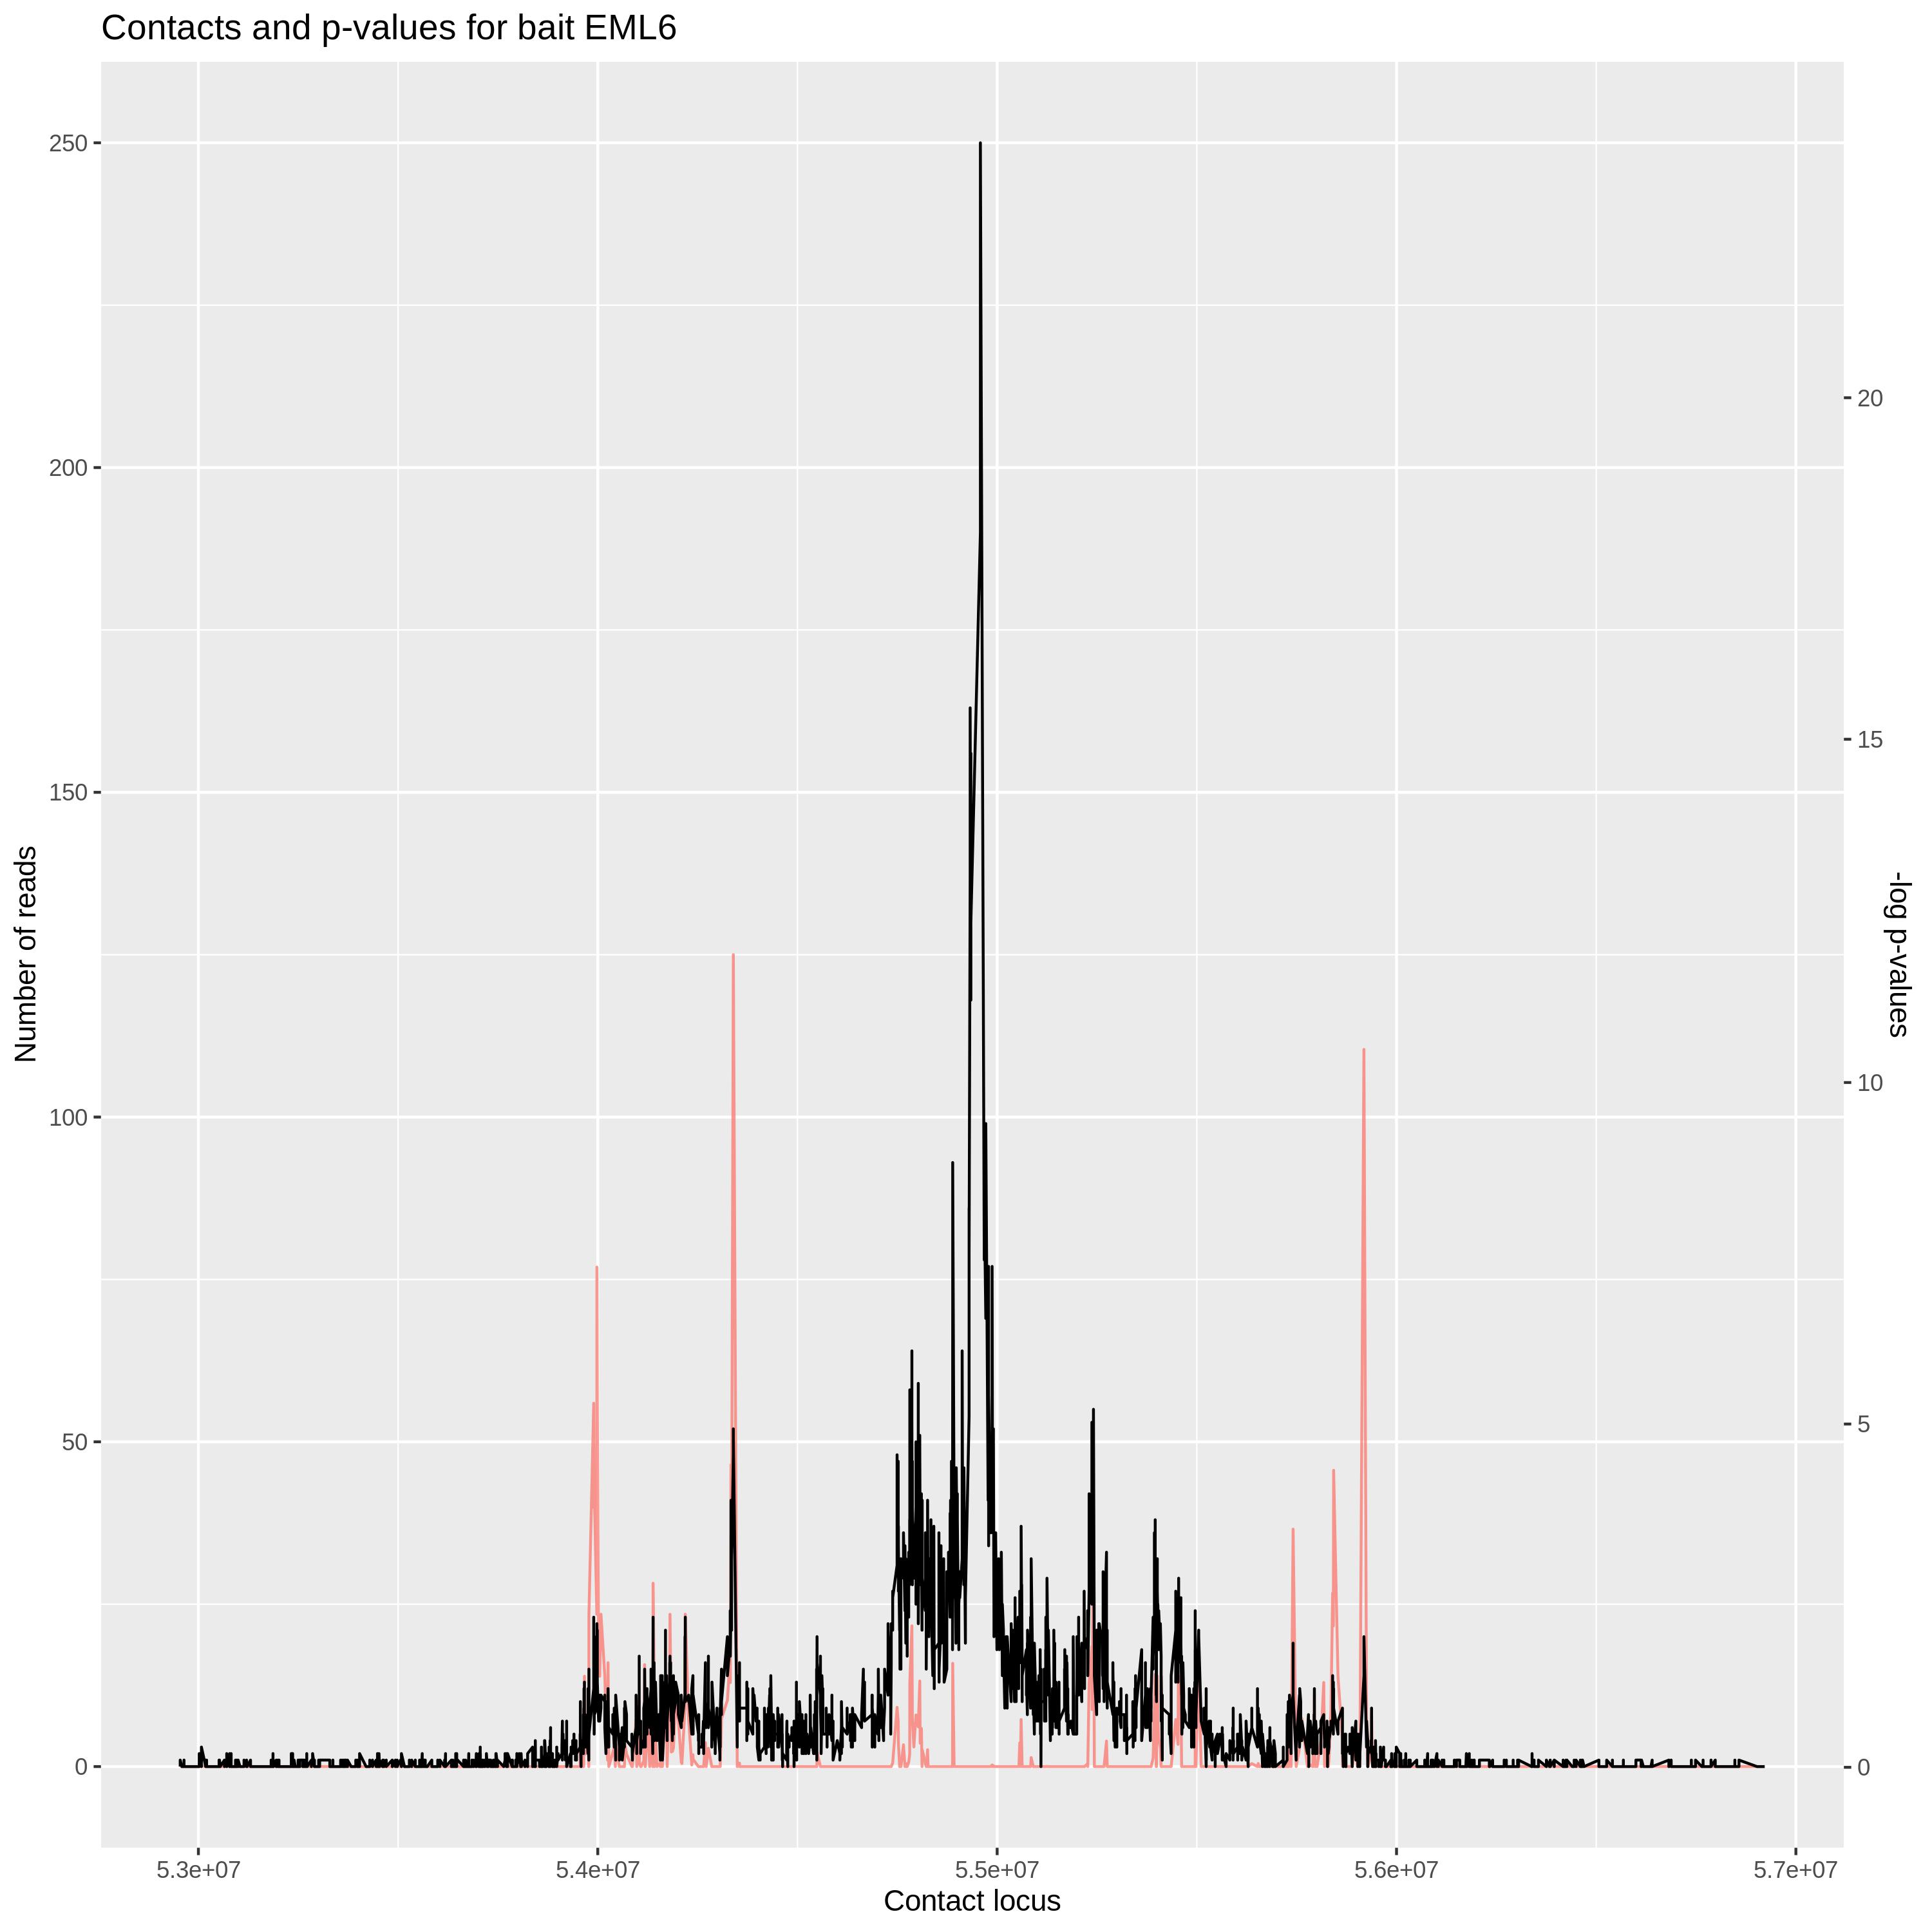 Contacts and p-values for bait EML6
250
200
150
100
50
0
Number of reads
20
15
10
5
0
-log p-values
5.3e+07
5.4e+07
5.5e+07
5.6e+07
5.7e+07
Contact locus